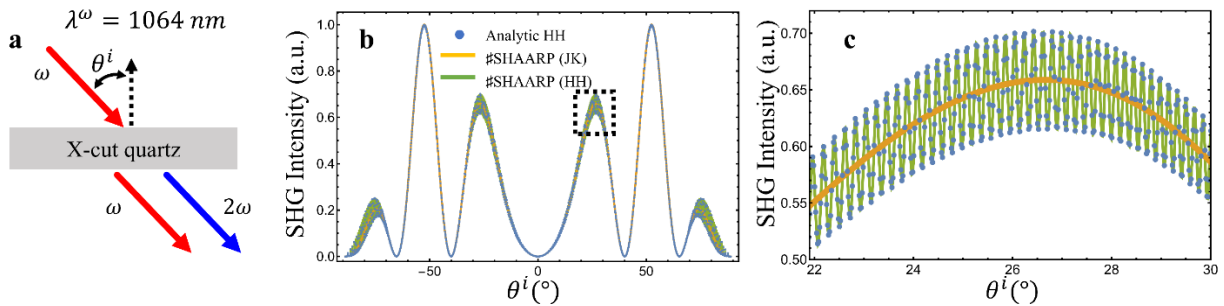 a
λ^ω = 1064 nm
θ^i
ω
X-cut quartz
ω
2ω
b
SHG Intensity (a.u.)
1.0
0.8
0.6
0.4
0.2
0.0
Analytic HH
♯SHAARP (JK)
♯SHAARP (HH)
−50
0
50
θ^i(°)
c
SHG Intensity (a.u.)
0.70
0.65
0.60
0.55
0.50
22
24
26
28
30
θ^i(°)